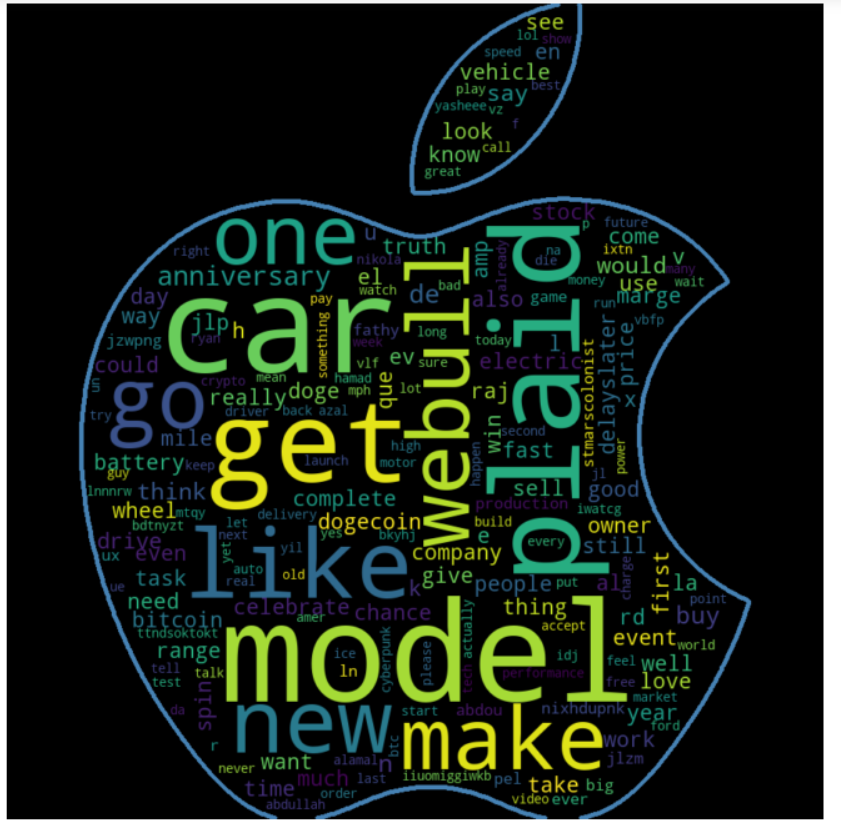 see
lol show
speed en
vehicle
play say best
yasheee vz
look f
know call
great
stock
one u p future
truth amp come
right nikola already na ixtn
anniversary el die would v many
watch bad money use wait
day de also game marge
way jlp h pay run vbfp
car fathy long
jzwpng ryan something week today l price
could ev electric delayslater
crypto mean vlf sure
un really doge hamad que raj x
go mph lot stmarscolonist
try driver back azal win second
mile high fast power
battery get motor webull plaid
guy keep launch happen jl
lnnnrw think complete sell good
wheel mtqy production iwatcg
bdtnyzt let delivery dogecoin build owner
drive next yes bkyhj e every still
ux even yet yil company
task auto like old k give people put al charge first la
ue real
need celebrate chance thing rd buy point
bitcoin amer accept event
ttndsoktokt actually world
range ice cyberpunk please idj feel well
tell talk model ln tech performance free love
test
spin market
da new start abdou nixhdupnk year
ford
r btc make work
never want alamal n jlzm
much last iiuomiggiwkb pel take big
time order
abdullah video ever